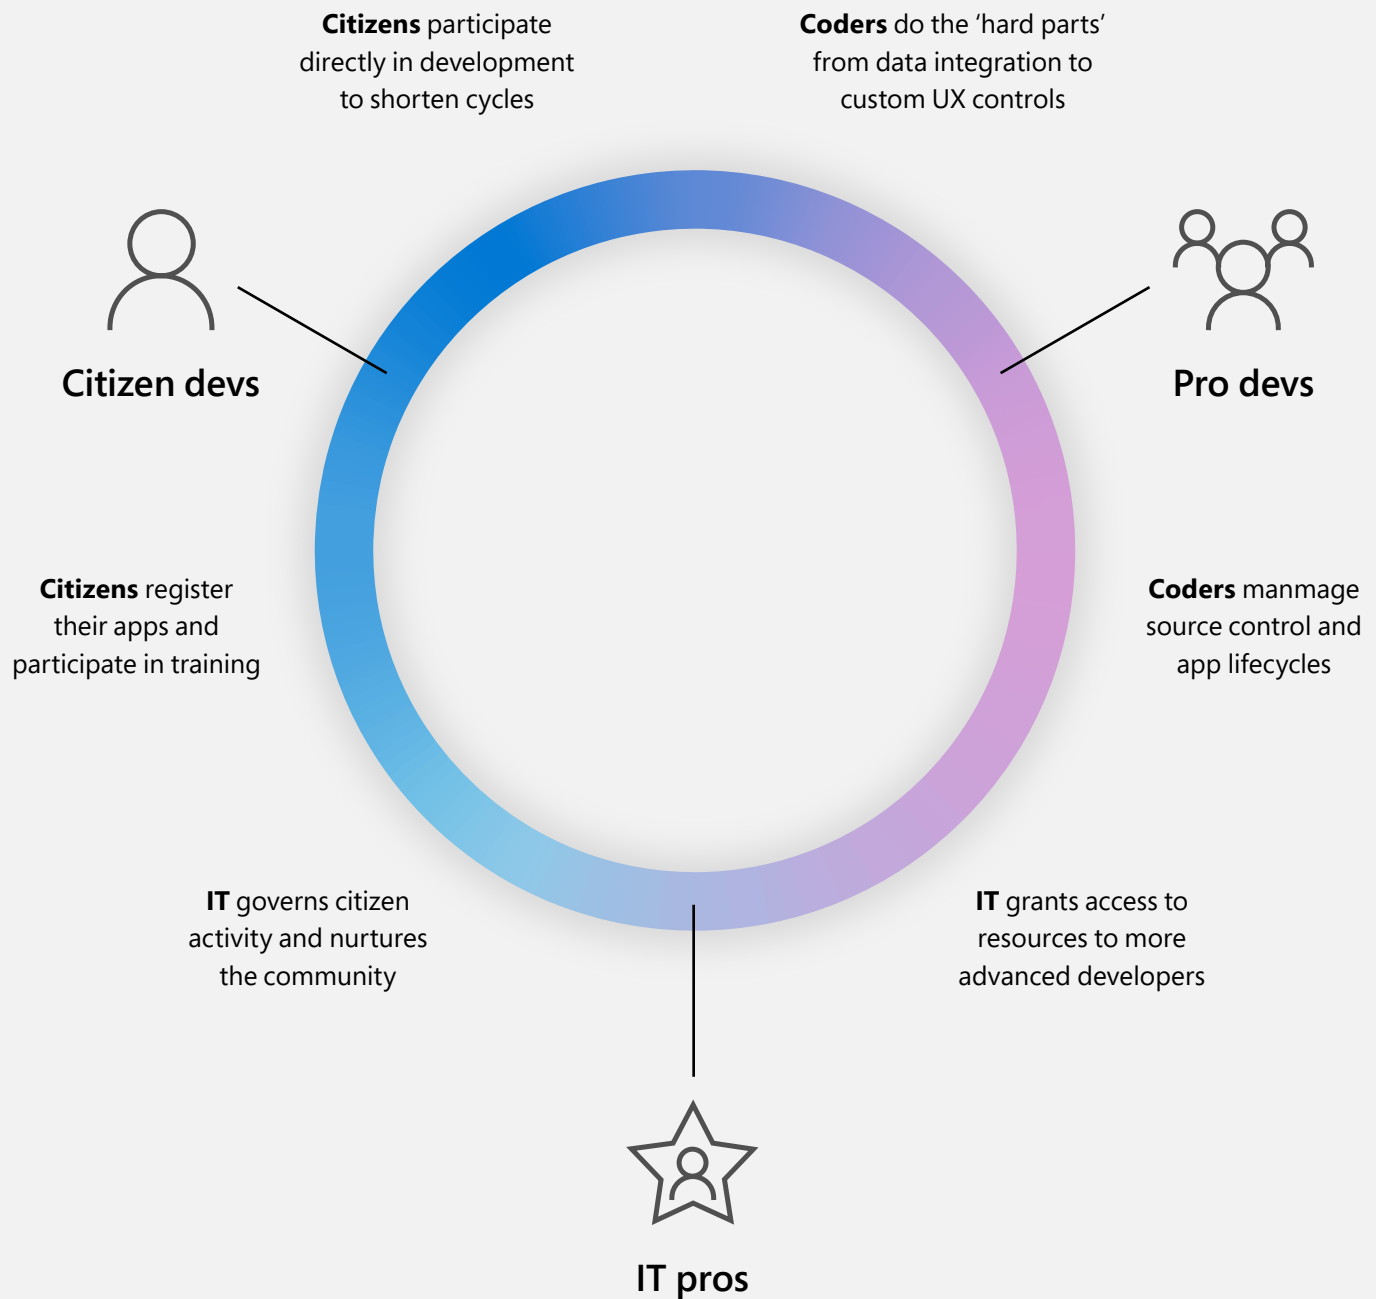 Citizens participate
directly in development
to shorten cycles
Coders do the ‘hard parts’
from data integration to
custom UX controls
Citizen devs
Pro devs
Citizens register
their apps and
participate in training
Coders manmage
source control and
app lifecycles
IT governs citizen
activity and nurtures
the community
IT grants access to
resources to more
advanced developers
IT pros